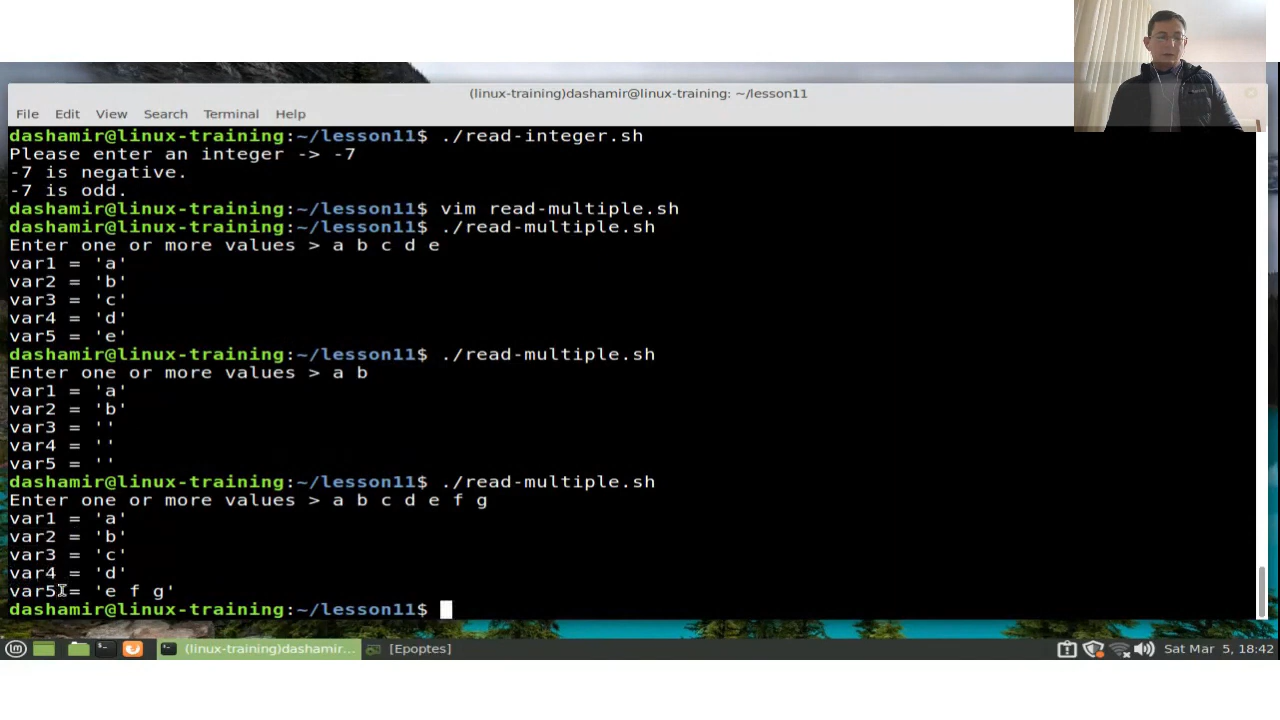 (linux-training)dashamir@linux-training: ~/lesson11
File Edit View Search Terminal Help
dashamir@linux-training:~/lesson11$ ./read-integer.sh
Please enter an integer -> -7
-7 is negative.
-7 is odd.
dashamir@linux-training:~/lesson11$ vim read-multiple.sh
dashamir@linux-training:~/lesson11$ ./read-multiple.sh
Enter one or more values > a b c d e
var1 = 'a'
var2 = 'b'
var3 = 'c'
var4 = 'd'
var5 = 'e'
dashamir@linux-training:~/lesson11$ ./read-multiple.sh
Enter one or more values > a b
var1 = 'a'
var2 = 'b'
var3 = ''
var4 = ''
var5 = ''
dashamir@linux-training:~/lesson11$ ./read-multiple.sh
Enter one or more values > a b c d e f g
var1 = 'a'
var2 = 'b'
var3 = 'c'
var4 = 'd'
var5 = 'e f g'
dashamir@linux-training:~/lesson11$
(linux-training)dashamir... [Epoptes] Sat Mar 5, 18:42